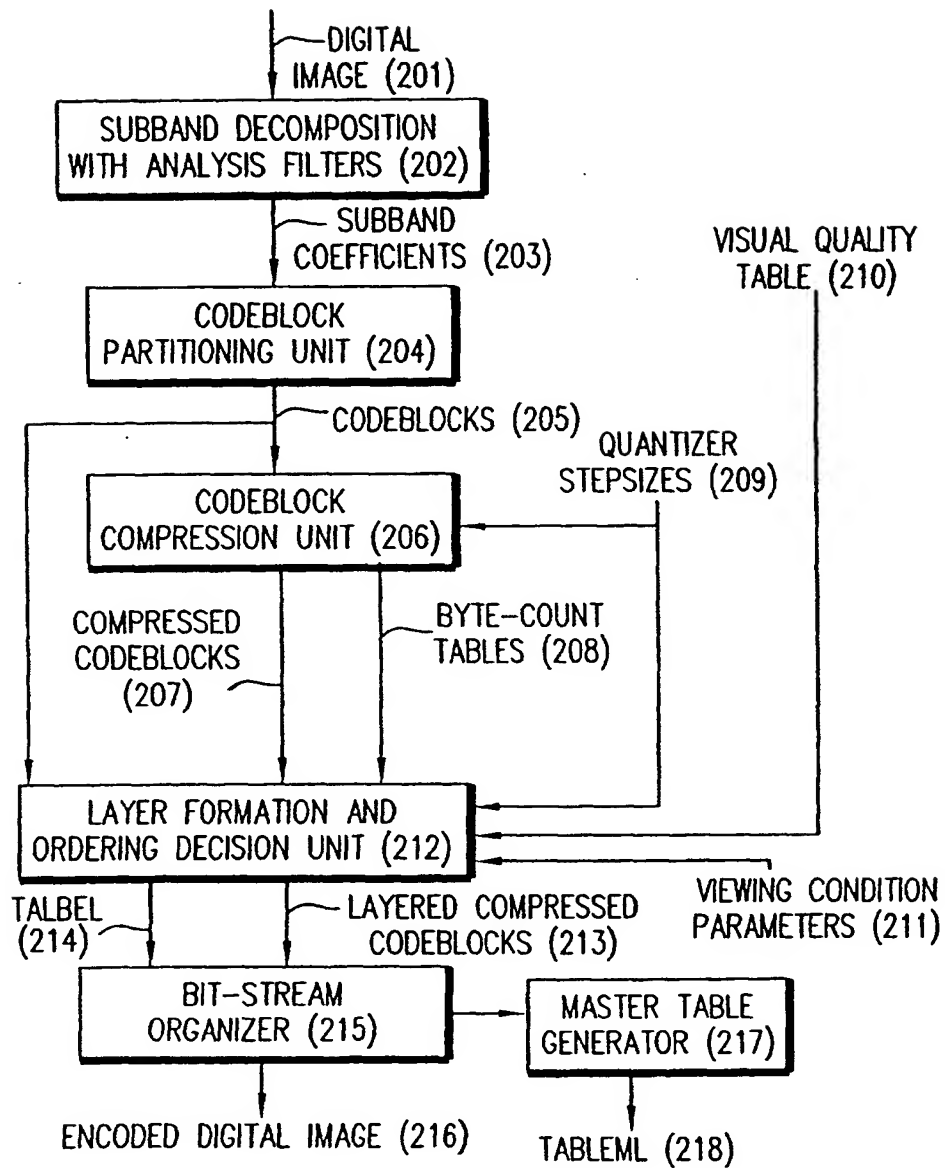 DIGITAL
IMAGE (201)
SUBBAND DECOMPOSITION
WITH ANALYSIS FILTERS (202)
SUBBAND
COEFFICIENTS (203)
VISUAL QUALITY
TABLE (210)
CODEBLOCK
PARTITIONING UNIT (204)
CODEBLOCKS (205)
QUANTIZER
STEPSIZES (209)
CODEBLOCK
COMPRESSION UNIT (206)
COMPRESSED
CODEBLOCKS
(207)
BYTE-COUNT
TABLES (208)
LAYER FORMATION AND
ORDERING DECISION UNIT (212)
VIEWING CONDITION
PARAMETERS (211)
TALBEL
(214)
LAYERED COMPRESSED
CODEBLOCKS (213)
BIT-STREAM
ORGANIZER (215)
MASTER TABLE
GENERATOR (217)
ENCODED DIGITAL IMAGE (216)
TABLEML (218)